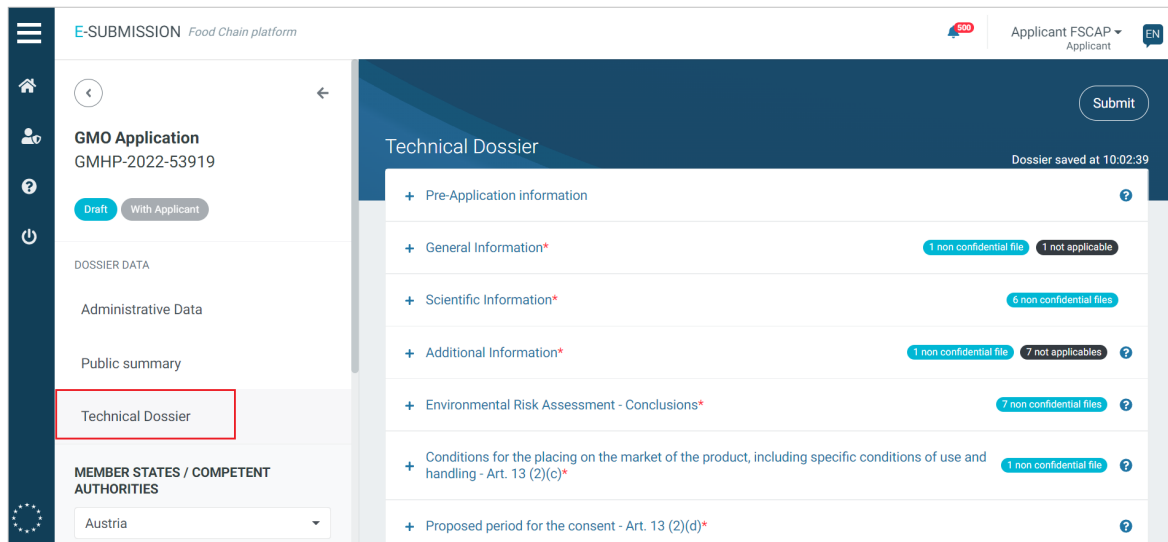 E-SUBMISSION Food Chain platform
500
Applicant FSCAP
Applicant
EN
GMO Application
GMHP-2022-53919
Draft
With Applicant
DOSSIER DATA
Administrative Data
Public summary
Technical Dossier
MEMBER STATES / COMPETENT
AUTHORITIES
Austria
Submit
Technical Dossier
Dossier saved at 10:02:39
+ Pre-Application information ?
+ General Information* 1 non confidential file 1 not applicable
+ Scientific Information* 6 non confidential files
+ Additional Information* 1 non confidential file 7 not applicables ?
+ Environmental Risk Assessment - Conclusions* 7 non confidential files ?
+ Conditions for the placing on the market of the product, including specific conditions of use and
handling - Art. 13 (2)(c)* 1 non confidential file ?
+ Proposed period for the consent - Art. 13 (2)(d)* ?